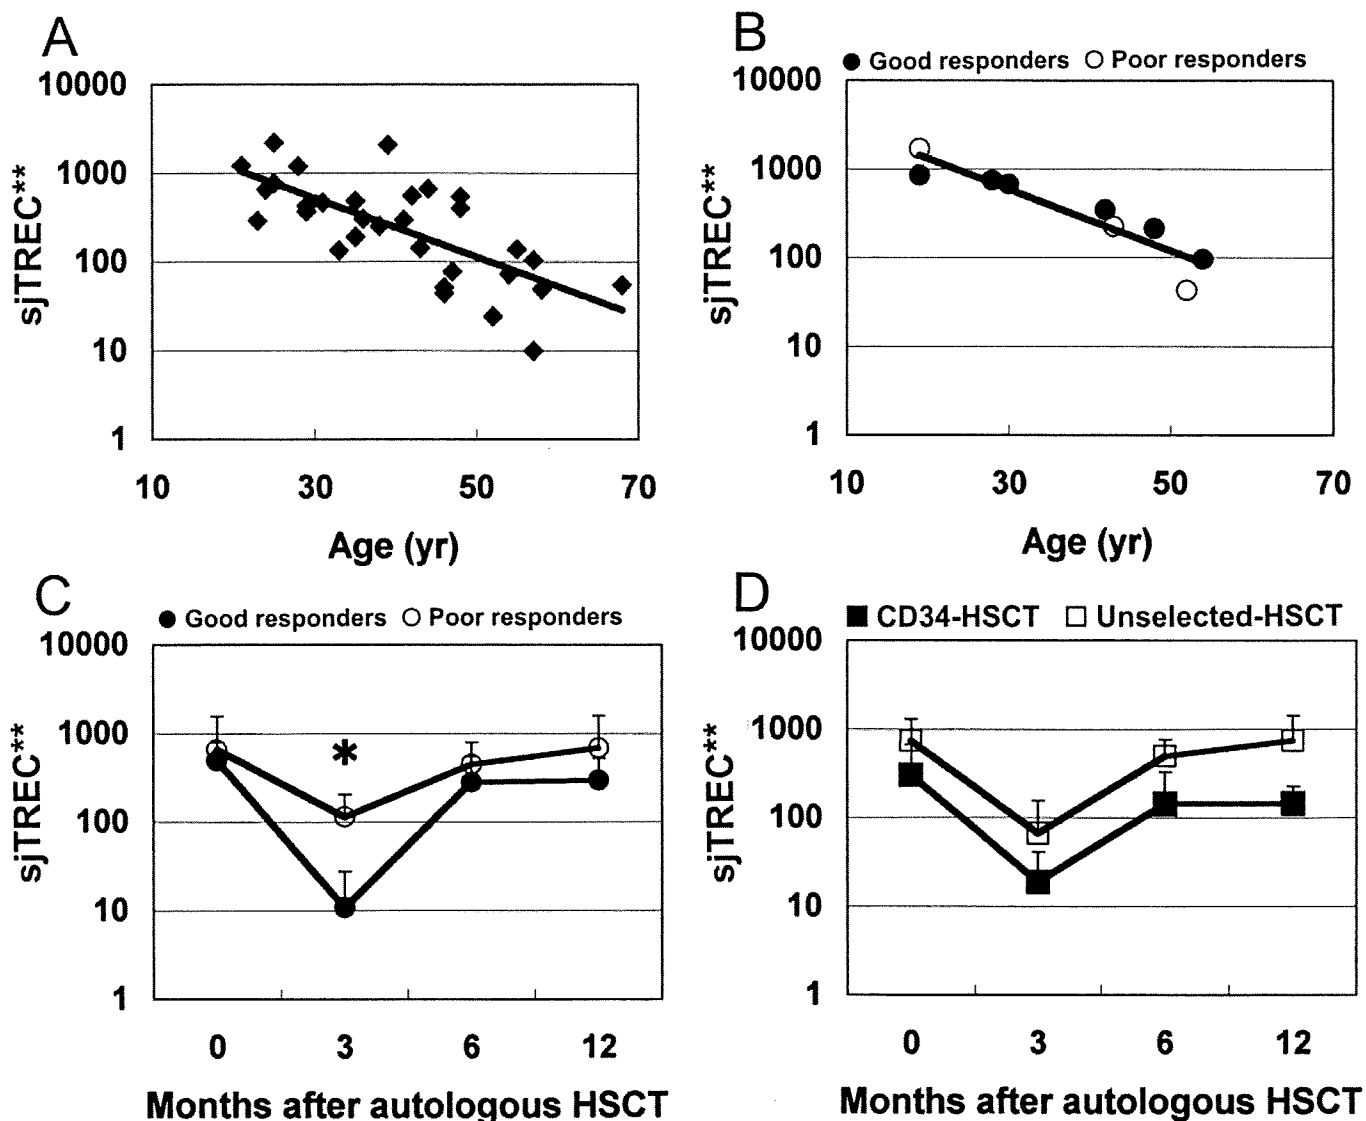 A
10000
1000
100
10
1
sjTREC**
10 30 50 70
Age (yr)
B
Good responders Poor responders
10000
1000
100
10
1
sjTREC**
10 30 50 70
Age (yr)
C
Good responders Poor responders
10000
1000
100
10
1
sjTREC**
*
0 3 6 12
Months after autologous HSCT
D
CD34-HSCT Unselected-HSCT
10000
1000
100
10
1
sjTREC**
0 3 6 12
Months after autologous HSCT